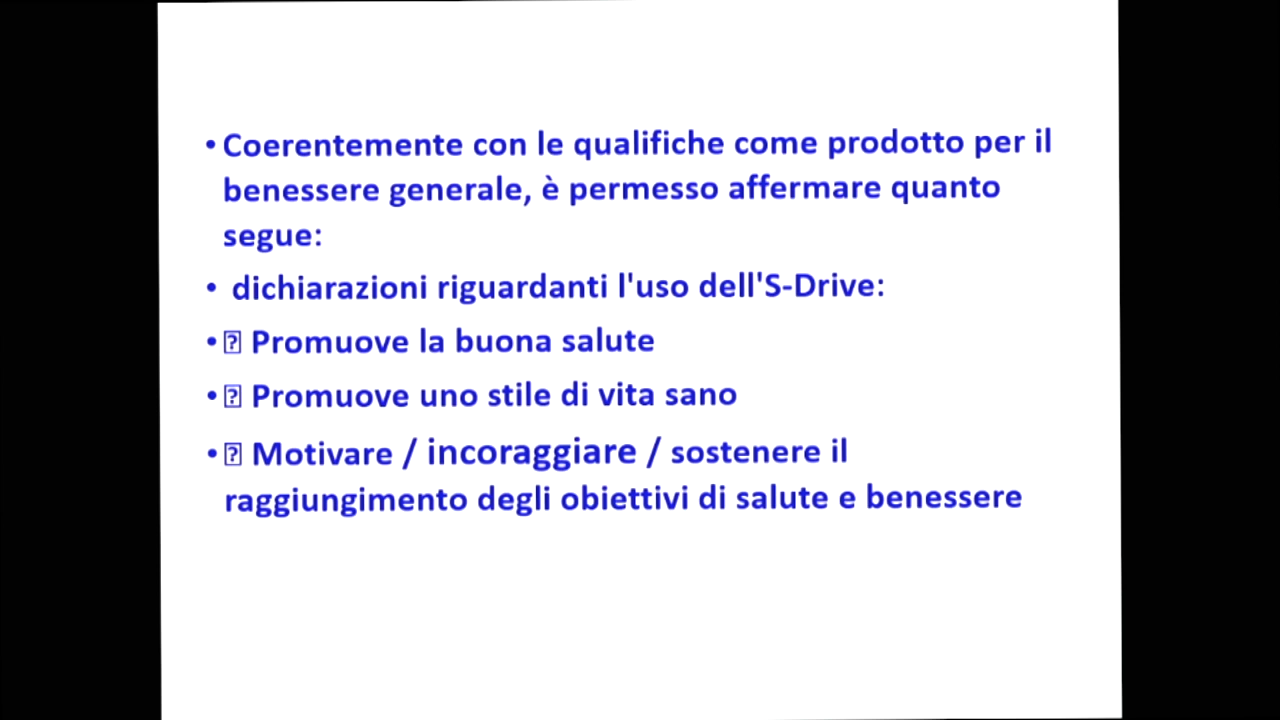 • Coerentemente con le qualifiche come prodotto per il
benessere generale, è permesso affermare quanto
segue:
• dichiarazioni riguardanti l'uso dell'S-Drive:
• ⍰ Promuove la buona salute
• ⍰ Promuove uno stile di vita sano
• ⍰ Motivare / incoraggiare / sostenere il
raggiungimento degli obiettivi di salute e benessere